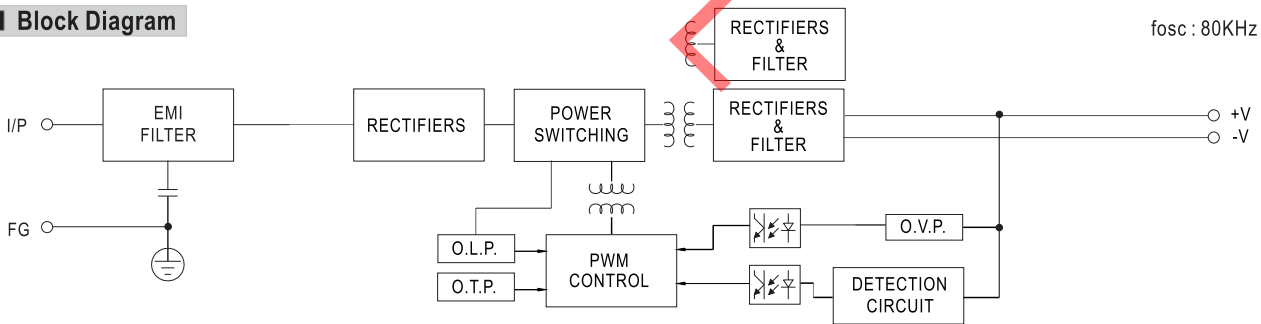 Block Diagram
fosc : 80KHz
RECTIFIERS
&
FILTER
I/P
EMI
FILTER
RECTIFIERS
POWER
SWITCHING
RECTIFIERS
&
FILTER
+V
-V
FG
O.L.P.
O.T.P.
PWM
CONTROL
O.V.P.
DETECTION
CIRCUIT